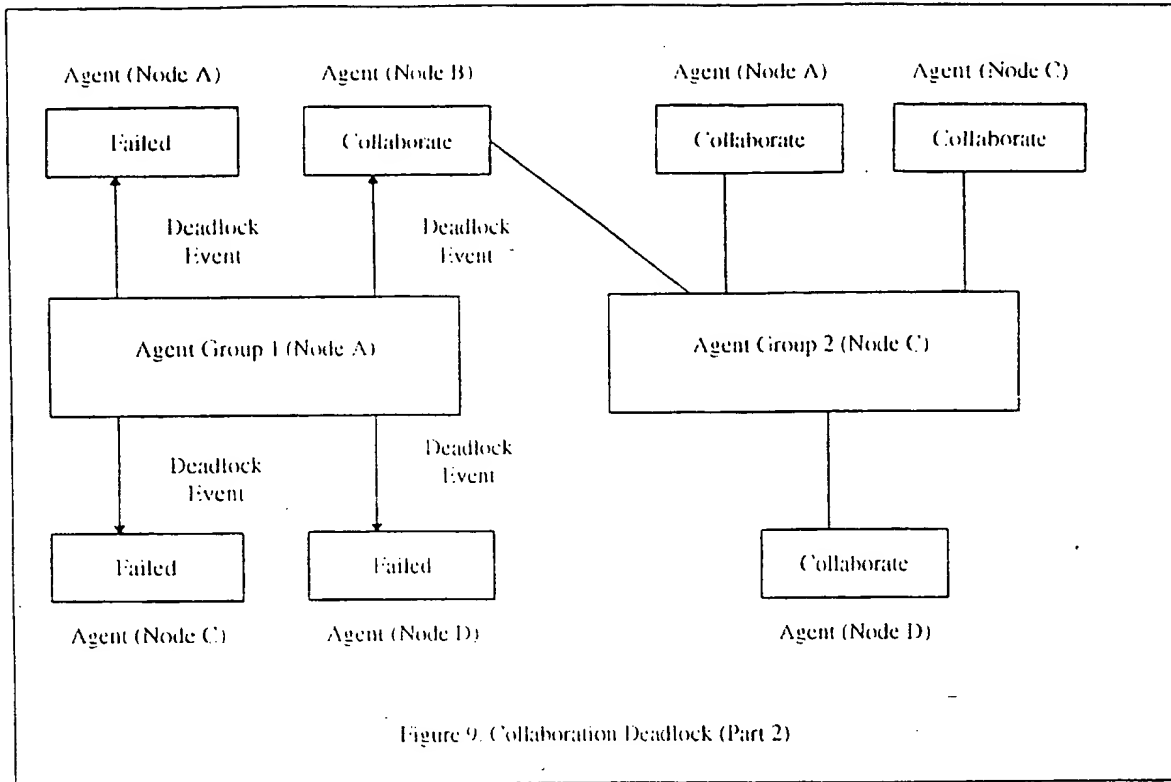 Agent (Node A)
Agent (Node B)
Agent (Node A)
Agent (Node C)
Failed
Collaborate
Collaborate
Collaborate
Deadlock
Event
Deadlock
Event
Agent Group 1 (Node A)
Agent Group 2 (Node C)
Deadlock
Event
Deadlock
Event
Failed
Failed
Collaborate
Agent (Node C)
Agent (Node D)
Agent (Node D)
Figure 9. Collaboration Deadlock (Part 2)